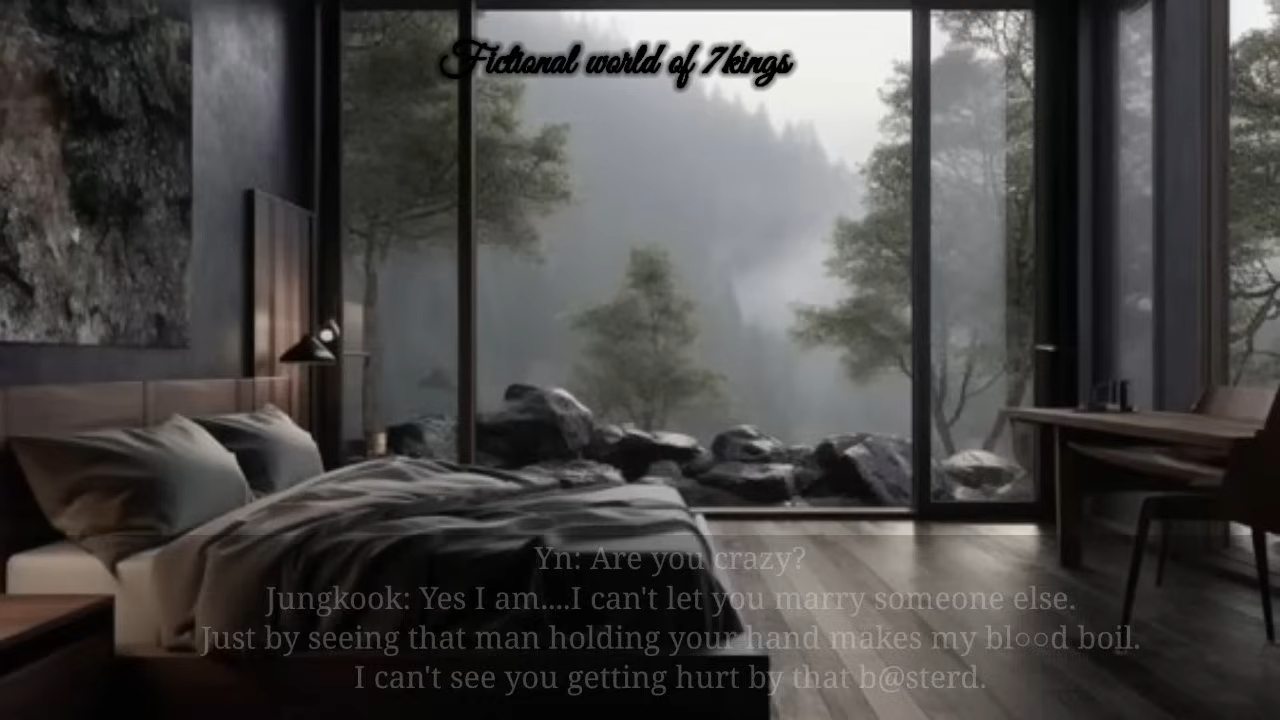 Fictional world of 7kings
Yn: Are you crazy?
Jungkook: Yes I am....I can't let you marry someone else.
Just by seeing that man holding your hand makes my bl○○d boil.
I can't see you getting hurt by that b@sterd.